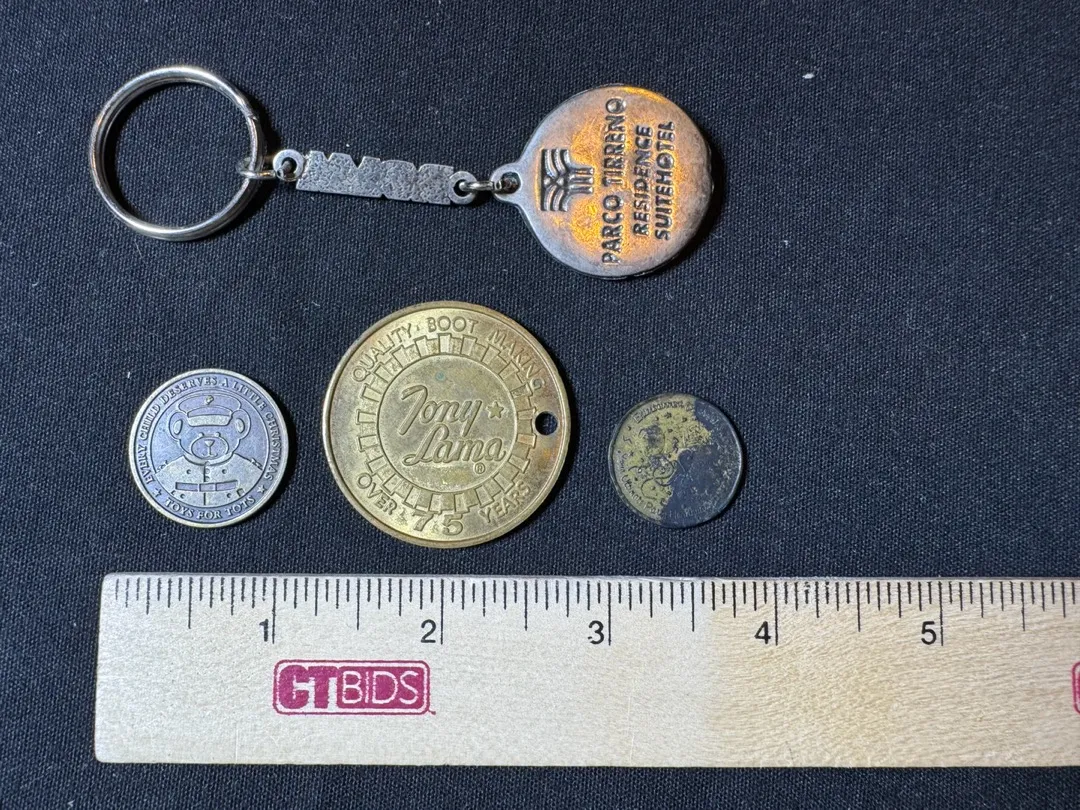 PARCO TIRRENO
RESIDENCE
SUITEHOTEL
EVERY CHILD DESERVES A LITTLE CHRISTMAS
TOYS FOR TOTS
QUALITY BOOT MAKING
Tony
Lama
®
OVER 75 YEARS
1 2 3 4 5
CTBIDS